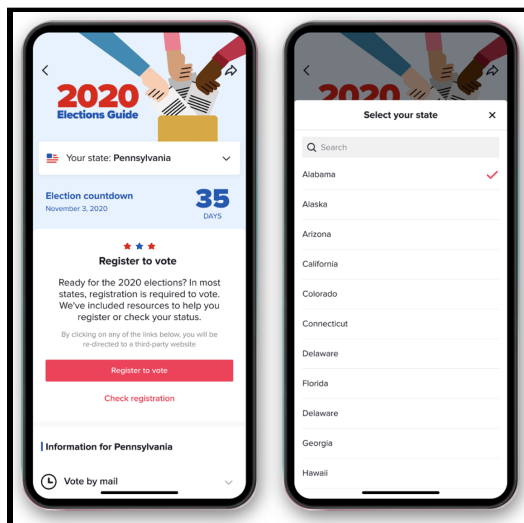 2020
Elections Guide
Your state: Pennsylvania
Election countdown
November 3, 2020
35
DAYS
Register to vote
Ready for the 2020 elections? In most
states, registration is required to vote.
We've included resources to help you
register or check your status.
By clicking on any of the links below, you will be
re-directed to a third-party website
Register to vote
Check registration
Information for Pennsylvania
Vote by mail
2020
Select your state
Search
Alabama
Alaska
Arizona
California
Colorado
Connecticut
Delaware
Florida
Delaware
Georgia
Hawaii